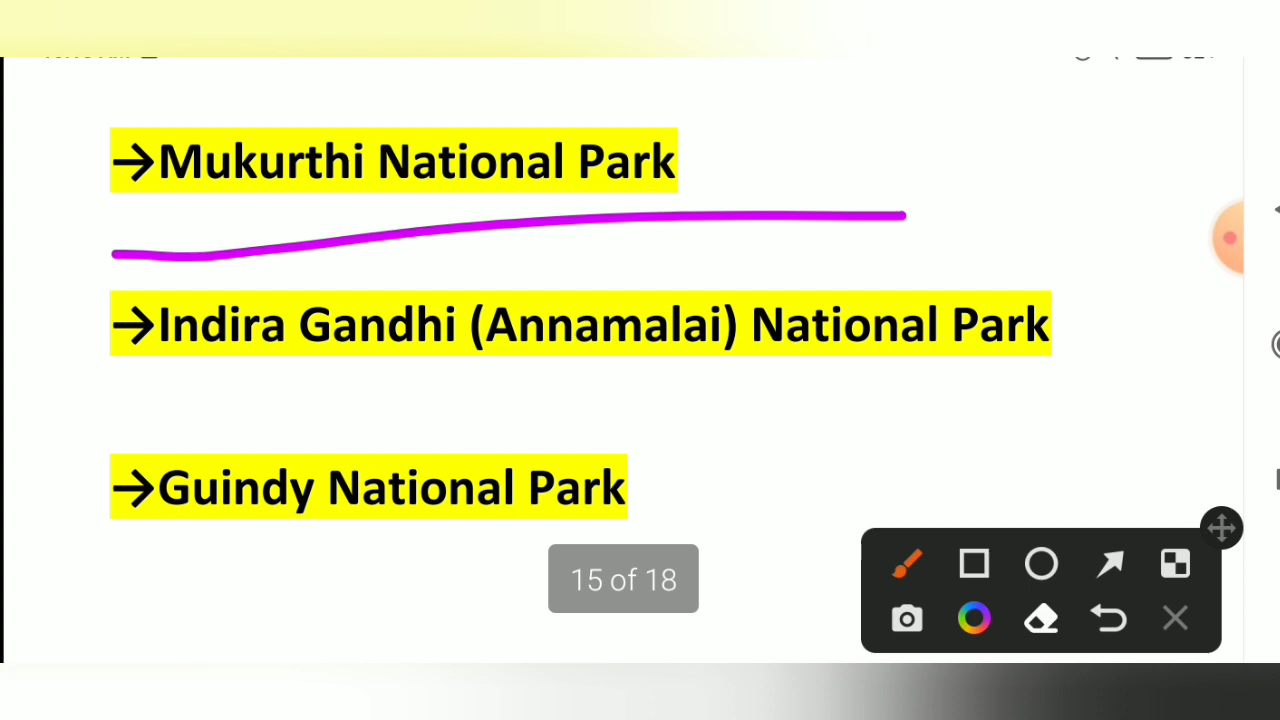 →Mukurthi National Park
→Indira Gandhi (Annamalai) National Park
→Guindy National Park
15 of 18